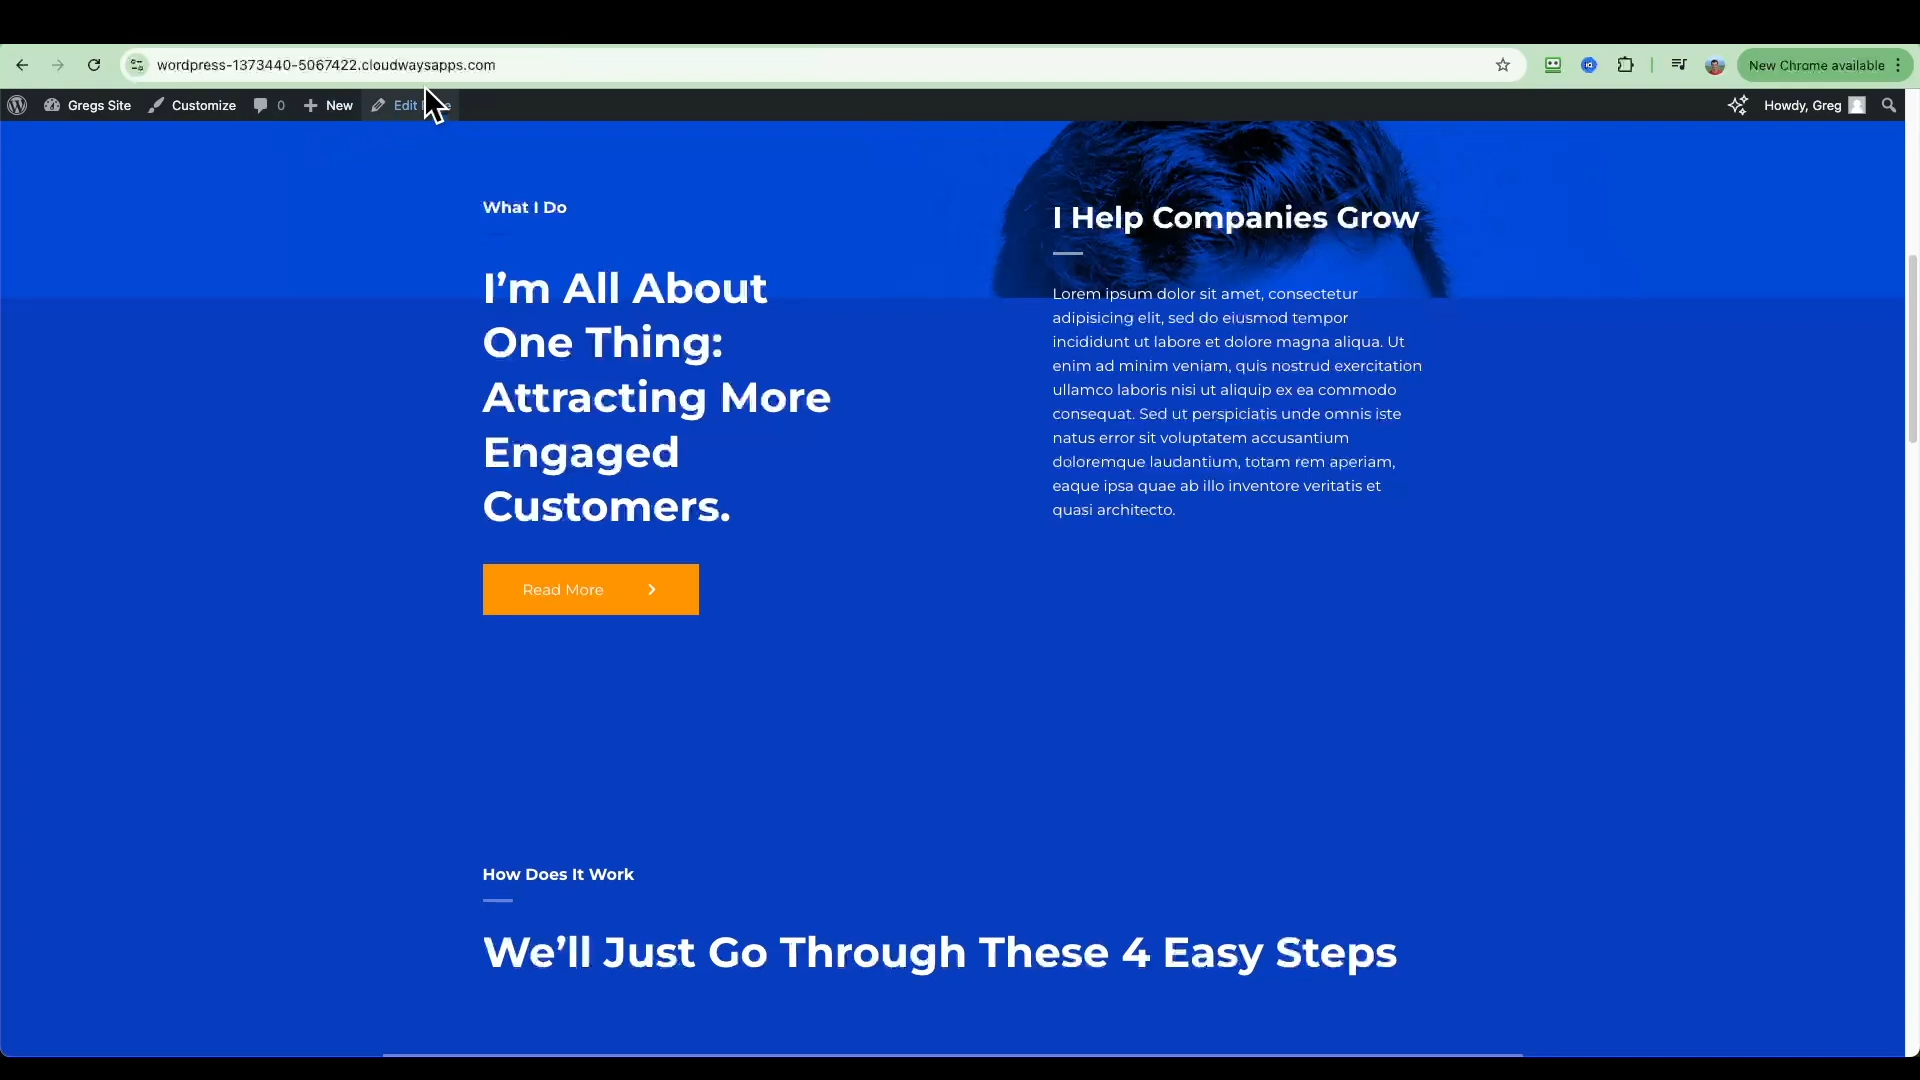 wordpress-1373440-5067422.cloudwaysapps.com
New Chrome available
Gregs Site
Customize
0
New
Edit
Howdy, Greg
What I Do
I’m All About
One Thing:
Attracting More
Engaged
Customers.
Read More
I Help Companies Grow
Lorem ipsum dolor sit amet, consectetur
adipisicing elit, sed do eiusmod tempor
incididunt ut labore et dolore magna aliqua. Ut
enim ad minim veniam, quis nostrud exercitation
ullamco laboris nisi ut aliquip ex ea commodo
consequat. Sed ut perspiciatis unde omnis iste
natus error sit voluptatem accusantium
doloremque laudantium, totam rem aperiam,
eaque ipsa quae ab illo inventore veritatis et
quasi architecto.
How Does It Work
We’ll Just Go Through These 4 Easy Steps